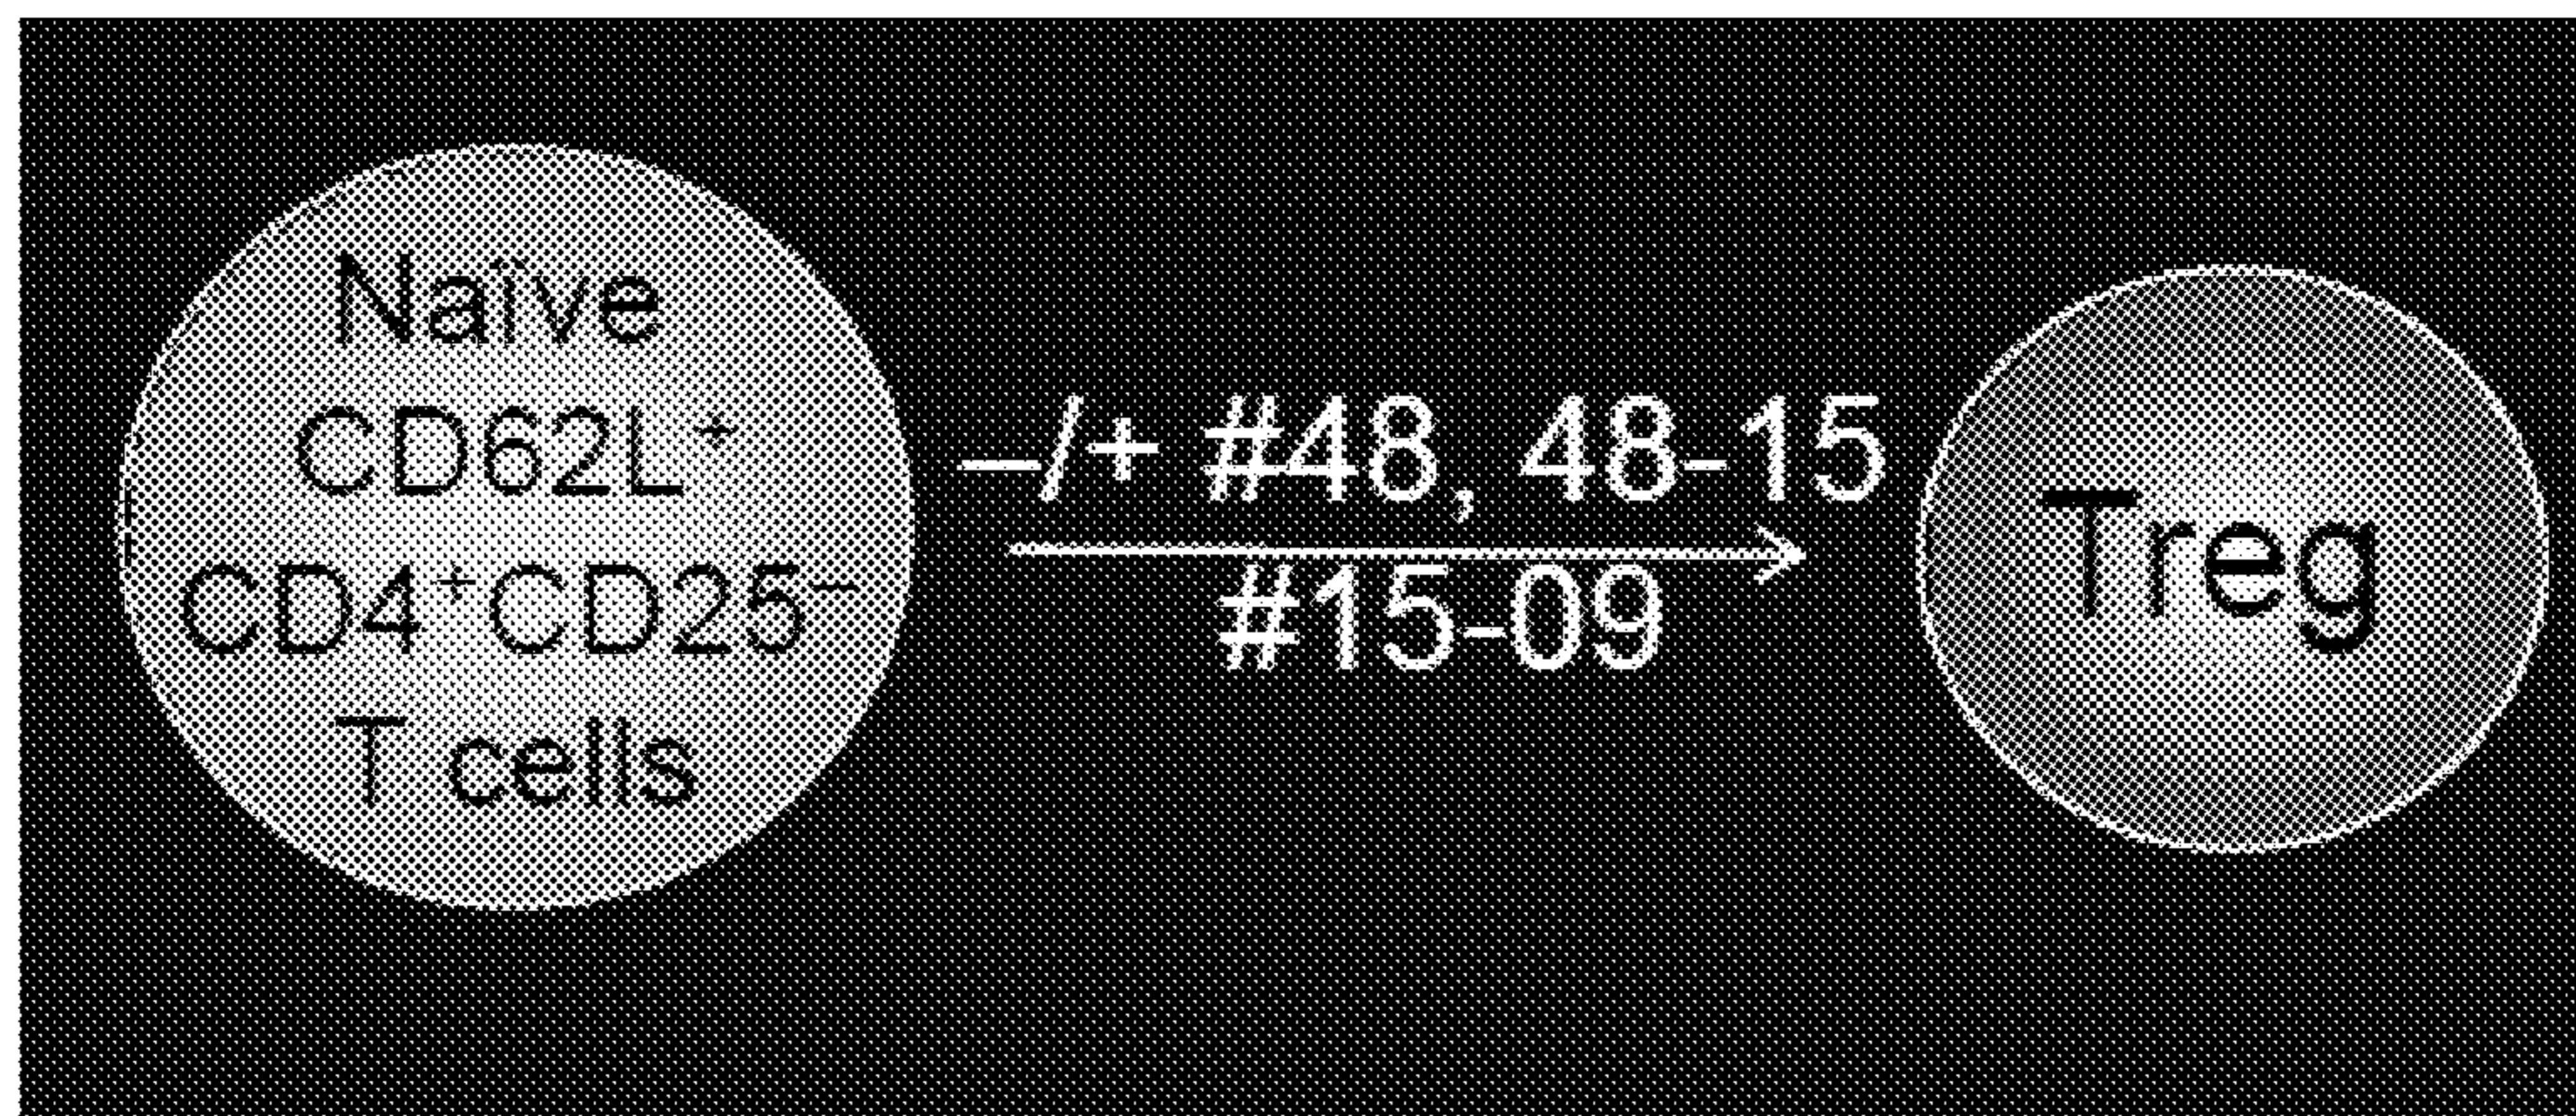 Naïve
CD62L⁺
CD4⁺CD25⁻
T cells
–/+ #48, 48-15
#15-09
Treg